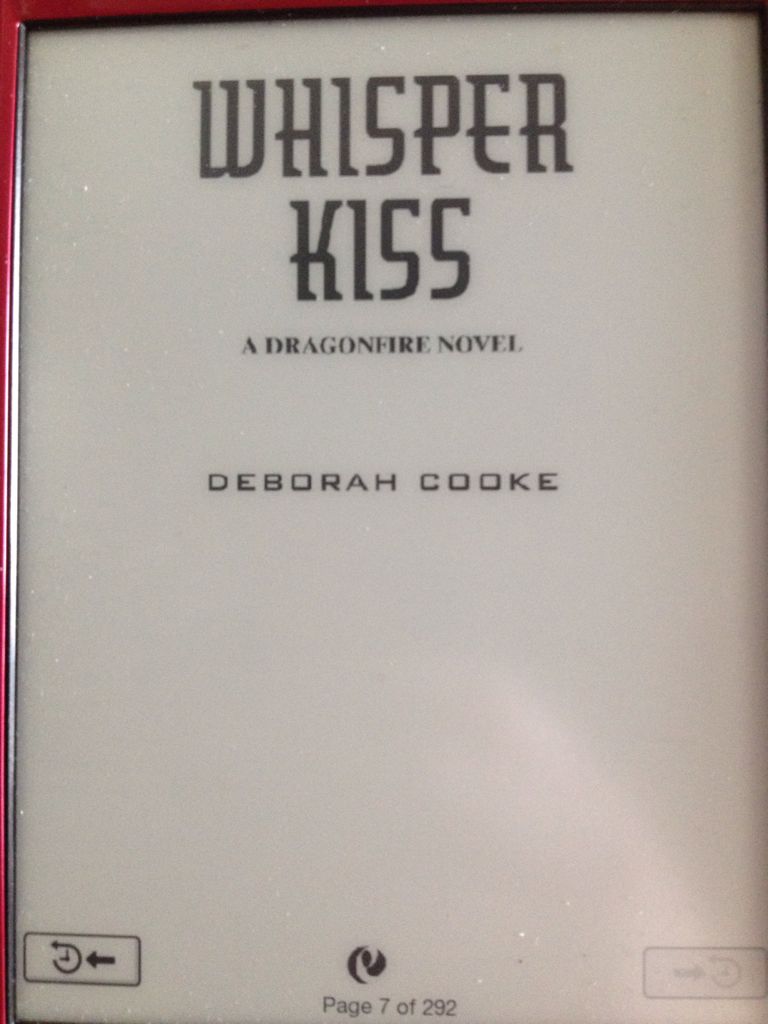 WHISPER
KISS
A DRAGONFIRE NOVEL
DEBORAH COOKE
Page 7 of 292